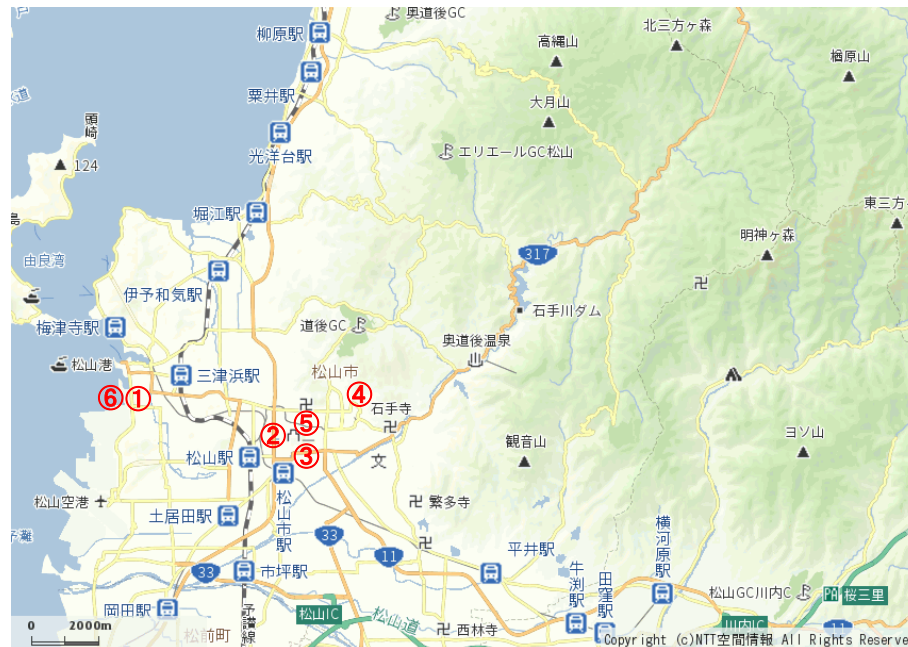 奥道後GC
柳原駅
北三方ヶ森
高縄山
楢原山
粟井駅
大月山
頭崎
124
光洋台駅
エリエールGC松山
堀江駅
東三方ヶ
島
明神ヶ森
由良湾
317
伊予和気駅
石手川ダム
梅津寺駅
道後GC
奥道後温泉
松山港
三津浜駅
松山市
⑥
①
④
石手寺
⑤
②
観音山
ヨソ山
松山駅
③
文
松山空港
繁多寺
土居田駅
松山市駅
横河原駅
予灘
33
11
平井駅
市坪駅
33
牛渕駅
田窪駅
松山GC川内C
PA
桜三里
岡田駅
予讃線
松山IC
松山道
0
2000m
松前町
西林寺
川内IC
11
Copyright (c)NTT空間情報 All Rights Reserve